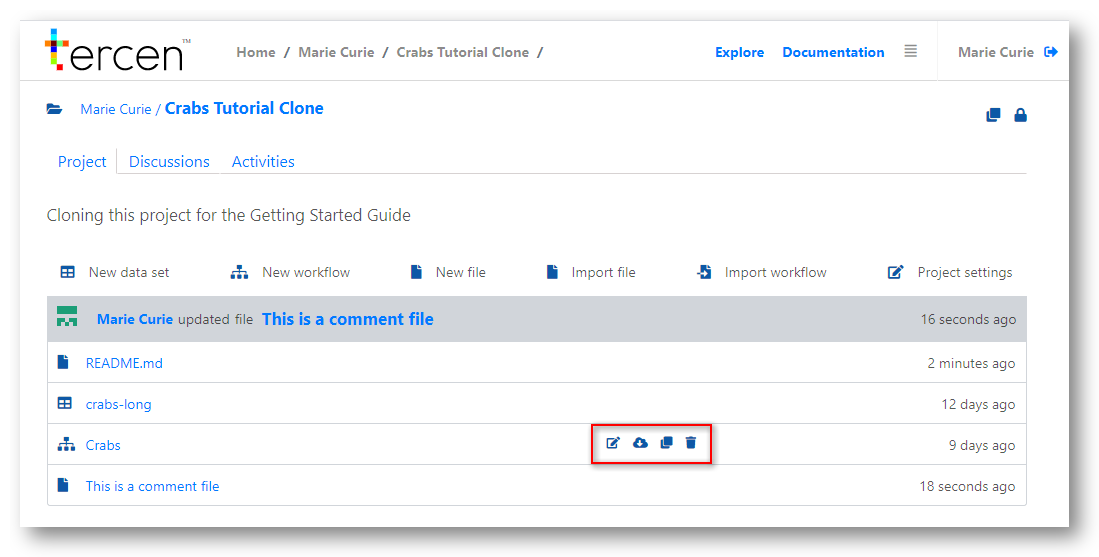 tercen™ Home / Marie Curie / Crabs Tutorial Clone / Explore Documentation Marie Curie
Marie Curie / Crabs Tutorial Clone
Project Discussions Activities
Cloning this project for the Getting Started Guide
New data set New workflow New file Import file Import workflow Project settings
Marie Curie updated file This is a comment file 16 seconds ago
README.md 2 minutes ago
crabs-long 12 days ago
Crabs 9 days ago
This is a comment file 18 seconds ago